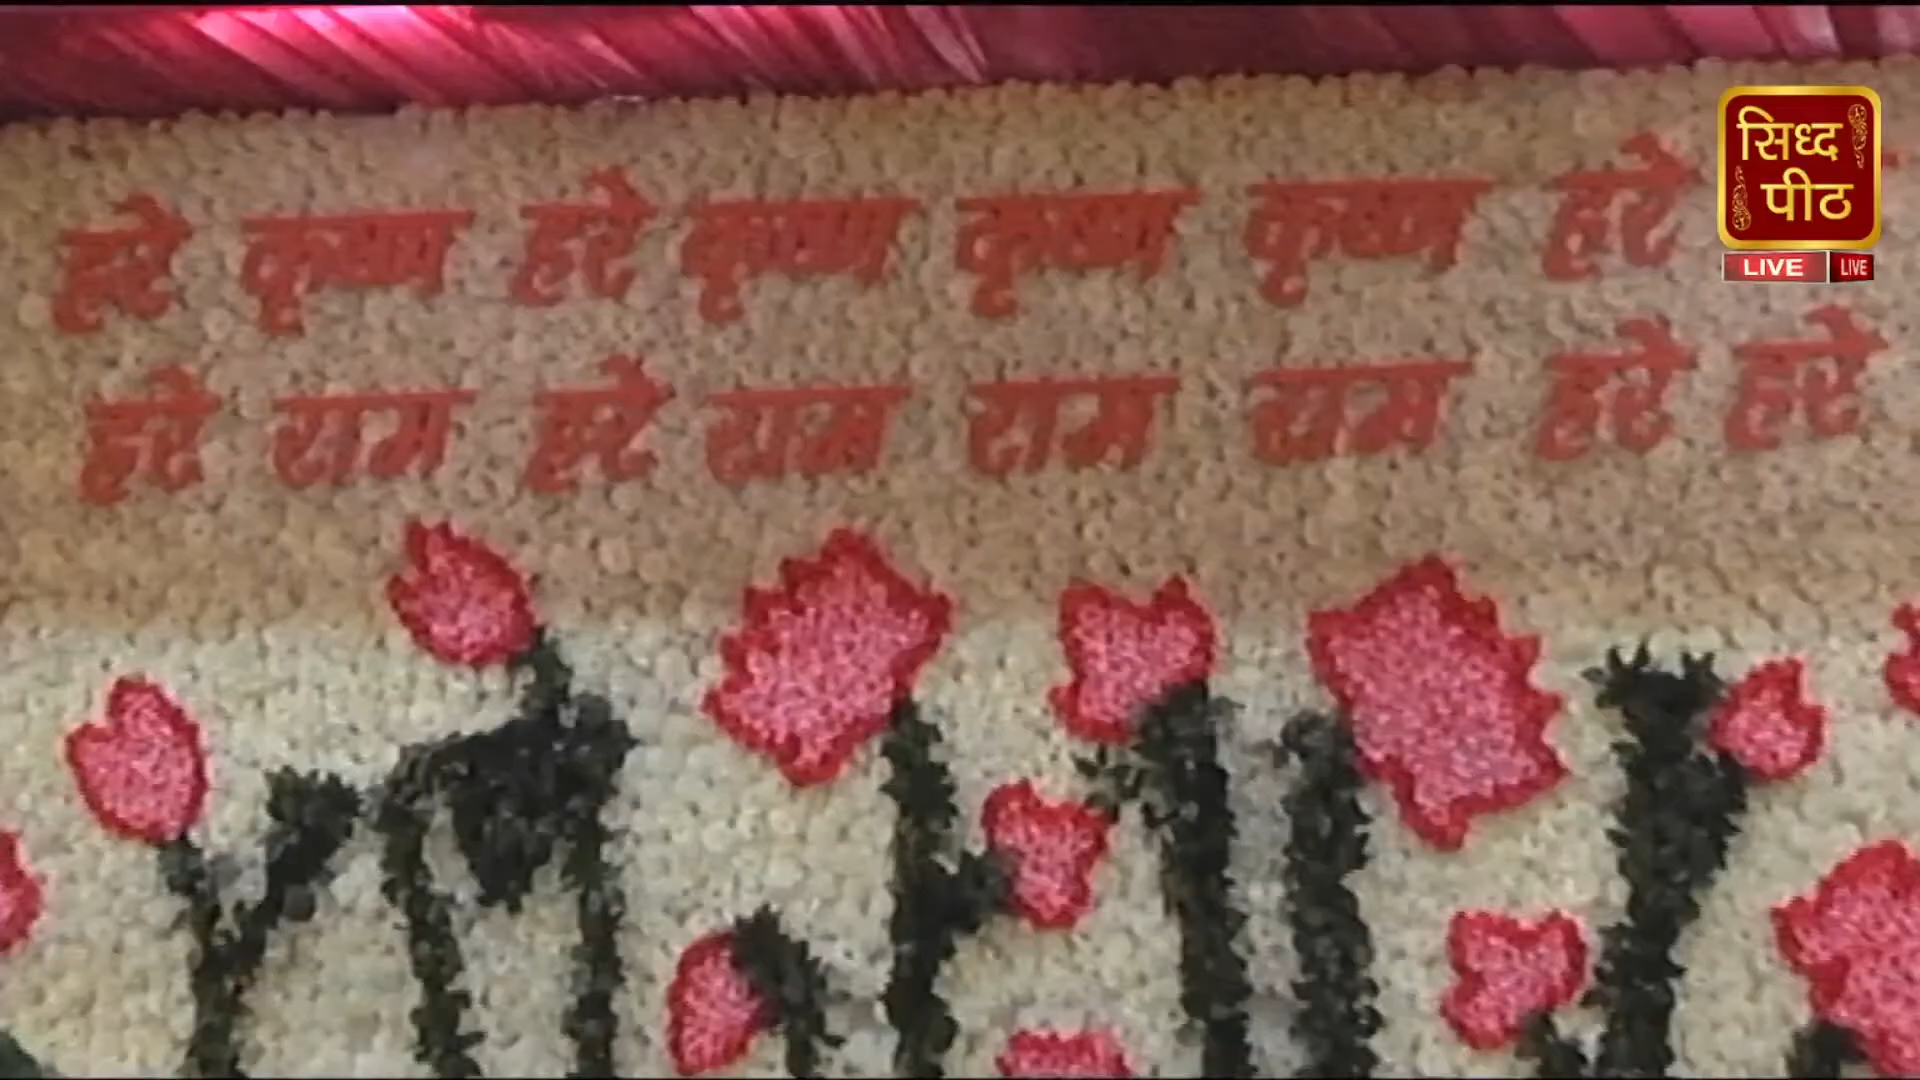 हरे कृष्ण हरे कृष्ण कृष्ण कृष्ण हरे
हरे राम हरे राम राम राम हरे हरे
सिध्द
पीठ
LIVE LIVE